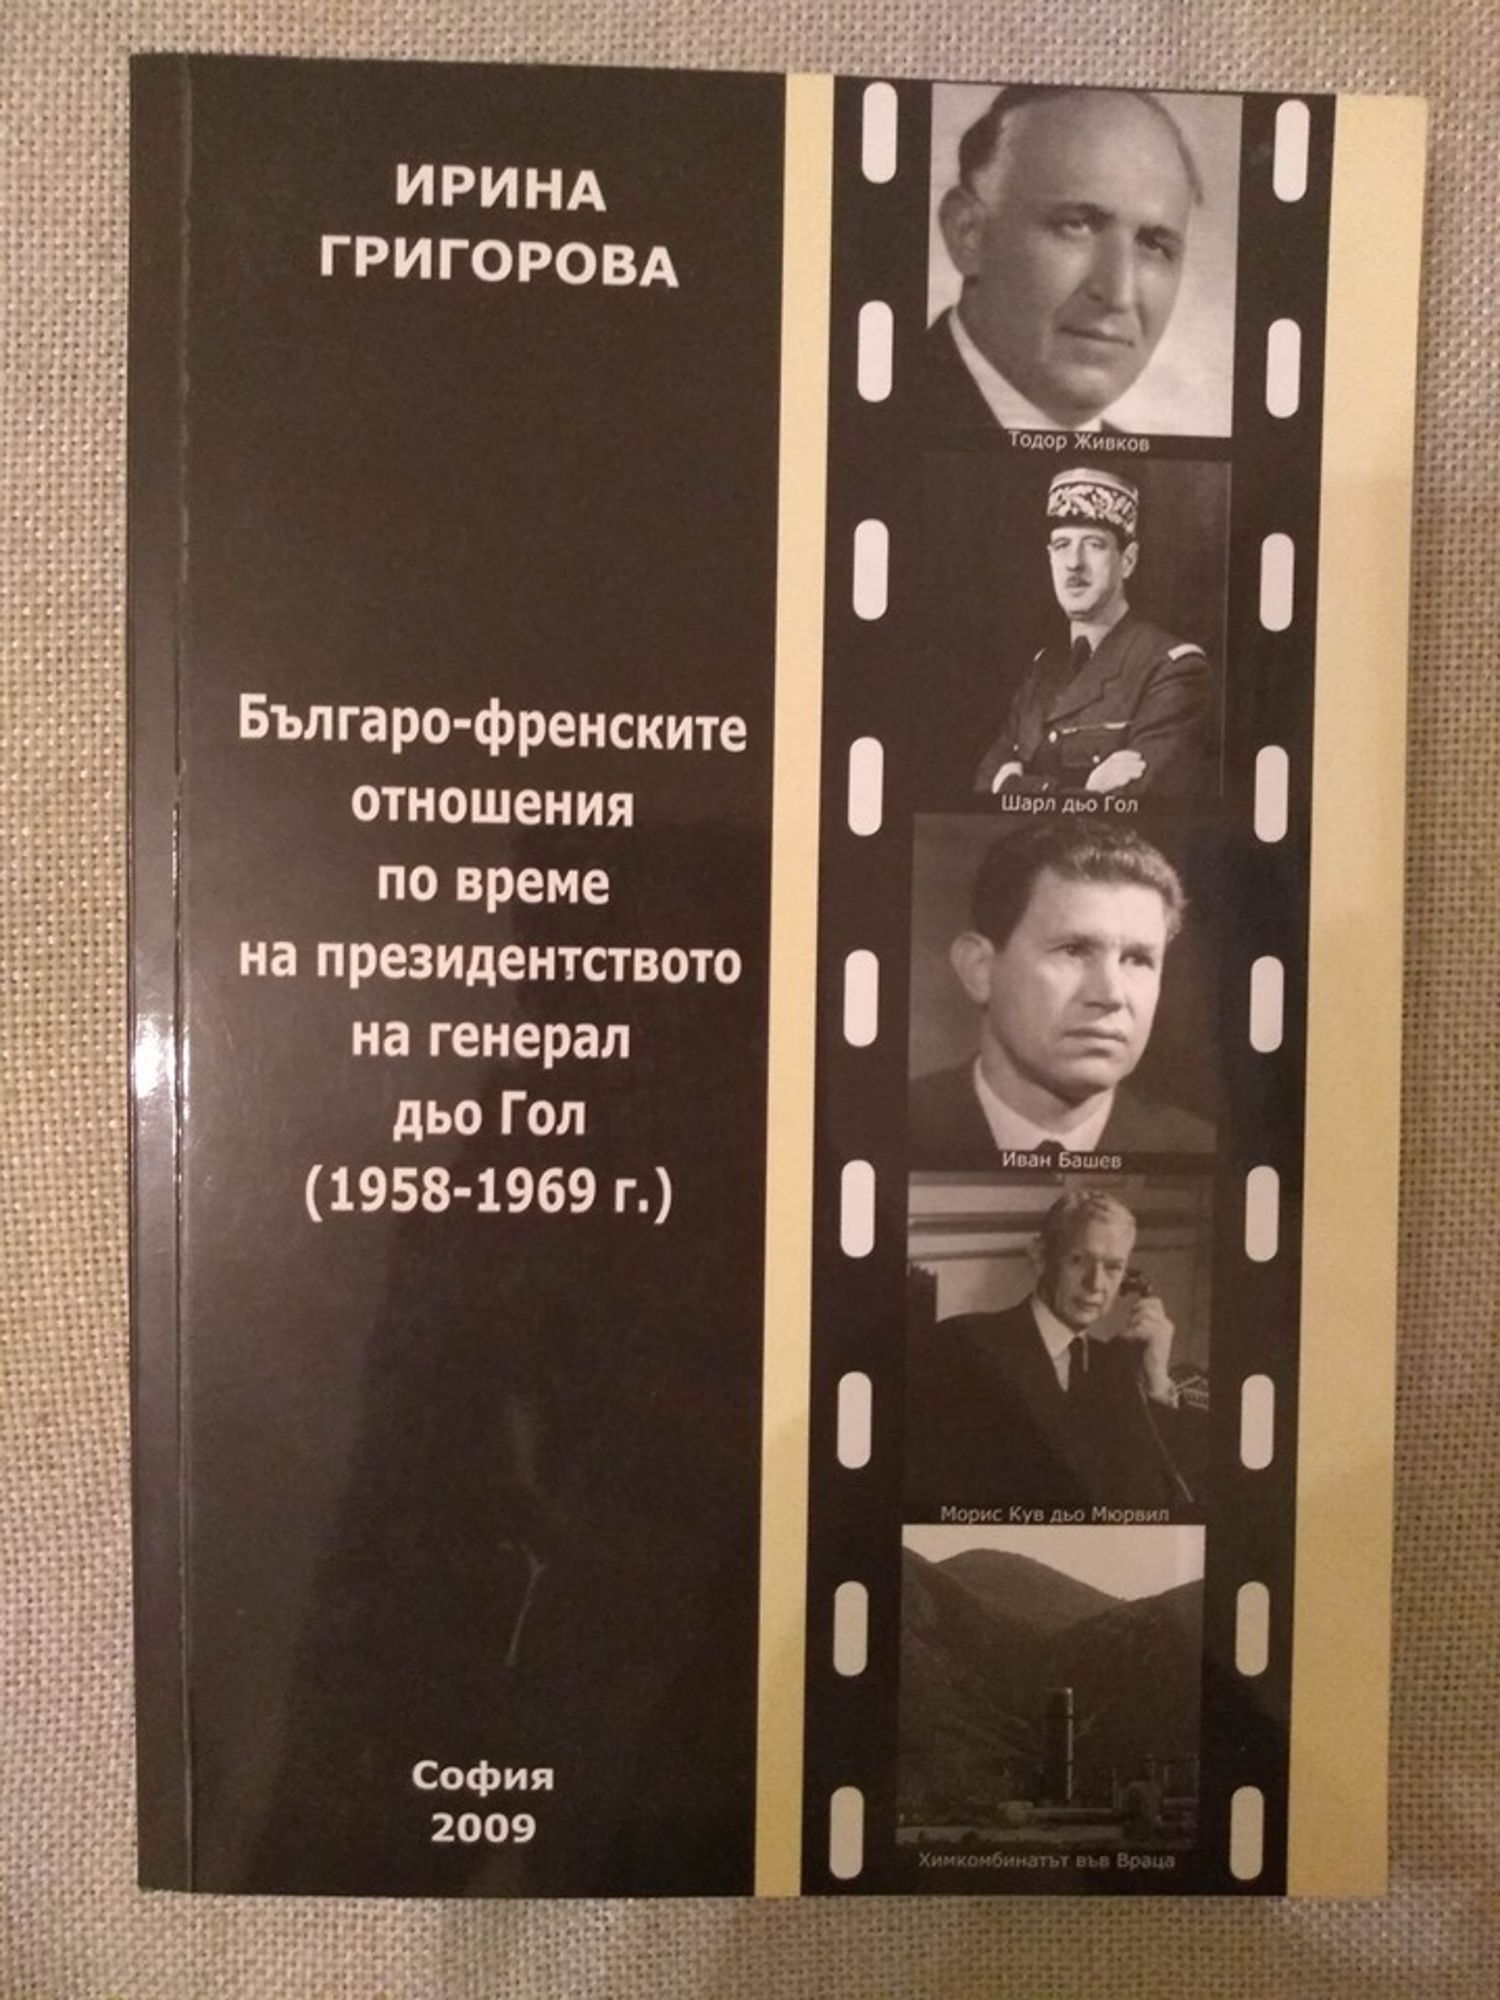 ИРИНА
ГРИГОРОВА
Българо-френските
отношения
по време
на президентството
на генерал
дьо Гол
(1958-1969 г.)
София
2009
Тодор Живков
Шарл дьо Гол
Иван Башев
Морис Кув дьо Мюрвил
Химкомбинатът във Враца